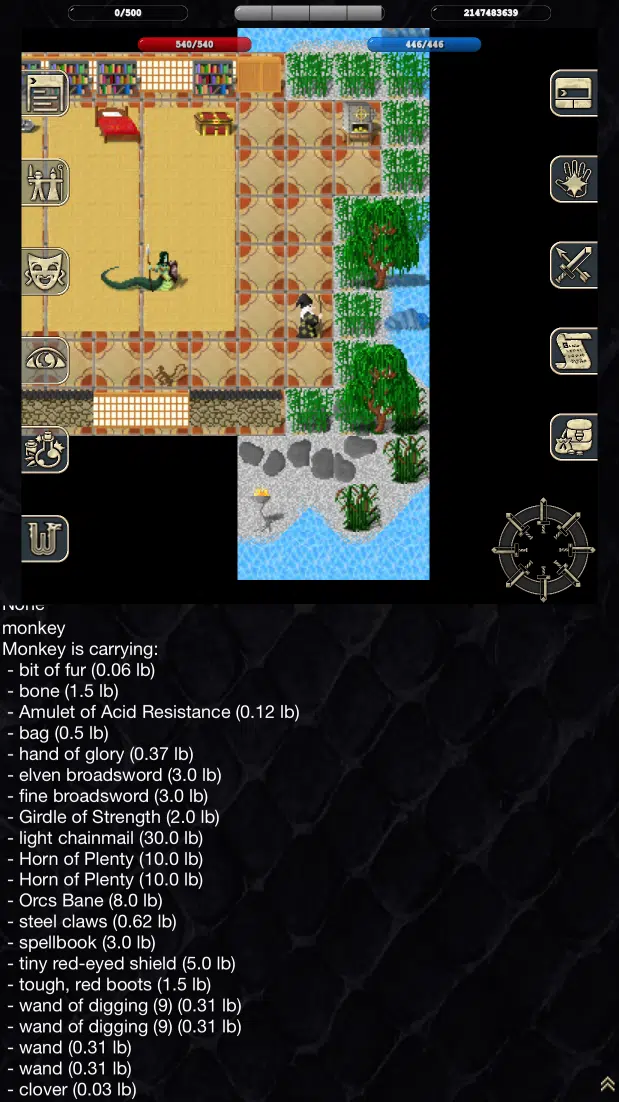 0/500
2147483639
540/540
446/446
None
monkey
Monkey is carrying:
- bit of fur (0.06 lb)
- bone (1.5 lb)
- Amulet of Acid Resistance (0.12 lb)
- bag (0.5 lb)
- hand of glory (0.37 lb)
- elven broadsword (3.0 lb)
- fine broadsword (3.0 lb)
- Girdle of Strength (2.0 lb)
- light chainmail (30.0 lb)
- Horn of Plenty (10.0 lb)
- Horn of Plenty (10.0 lb)
- Orcs Bane (8.0 lb)
- steel claws (0.62 lb)
- spellbook (3.0 lb)
- tiny red-eyed shield (5.0 lb)
- tough, red boots (1.5 lb)
- wand of digging (9) (0.31 lb)
- wand of digging (9) (0.31 lb)
- wand (0.31 lb)
- wand (0.31 lb)
- clover (0.03 lb)